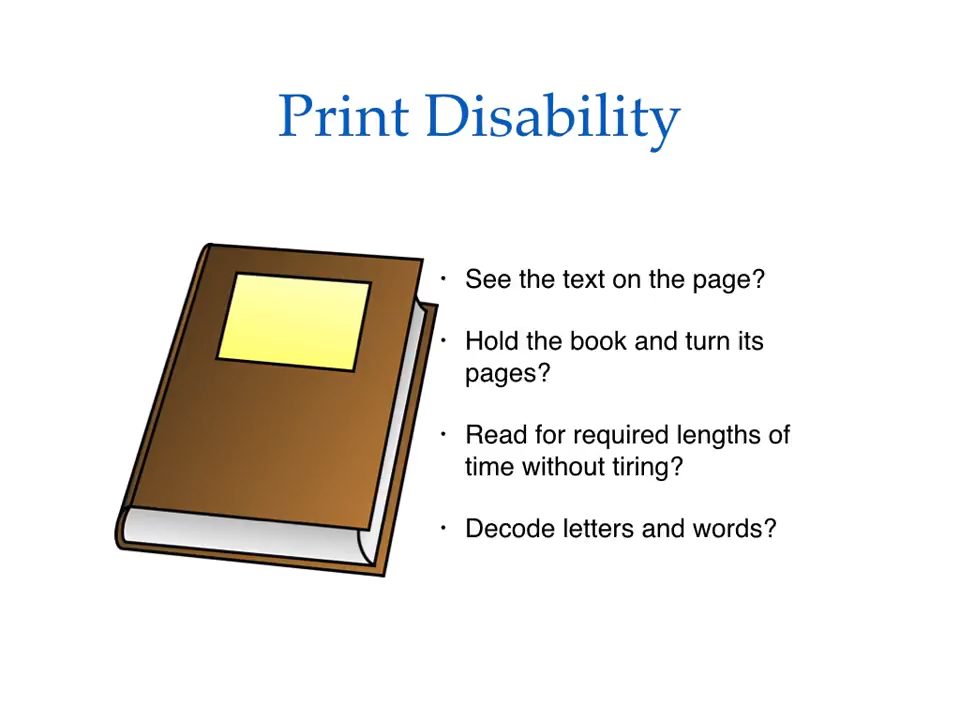 Print Disability
· See the text on the page?
· Hold the book and turn its
pages?
· Read for required lengths of
time without tiring?
· Decode letters and words?